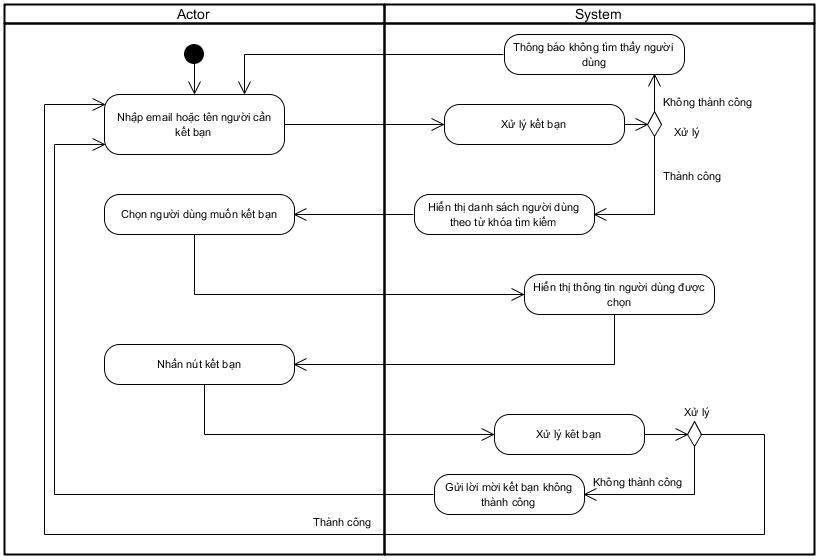 Actor
System
Thông báo không tìm thấy người
dùng
Nhập email hoặc tên người cần
kết bạn
Xử lý kết bạn
Không thành công
Xử lý
Thành công
Chọn người dùng muốn kết bạn
Hiển thị danh sách người dùng
theo từ khóa tìm kiếm
Hiển thị thông tin người dùng được
chọn
Nhấn nút kết bạn
Xử lý
Xử lý kết bạn
Không thành công
Gửi lời mời kết bạn không
thành công
Thành công